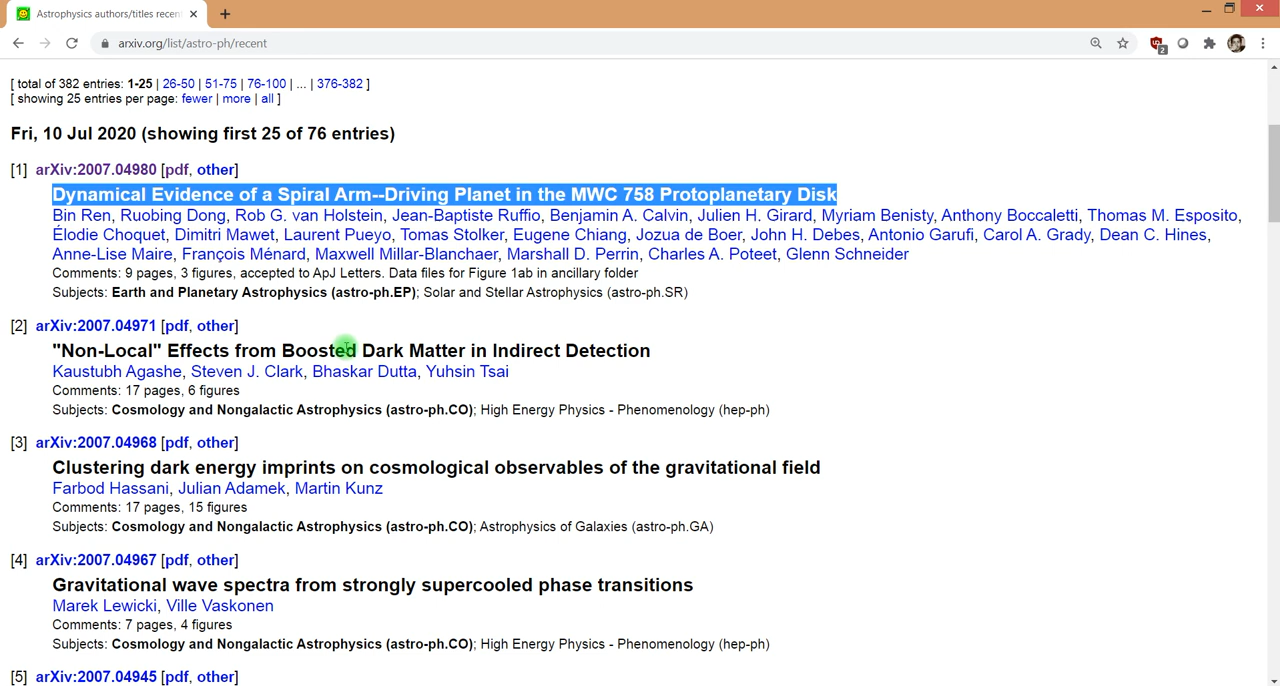 Astrophysics authors/titles recent
arxiv.org/list/astro-ph/recent
2
[ total of 382 entries: 1-25 | 26-50 | 51-75 | 76-100 | ... | 376-382 ]
[ showing 25 entries per page: fewer | more | all ]
Fri, 10 Jul 2020 (showing first 25 of 76 entries)
[1] arXiv:2007.04980 [pdf, other]
Dynamical Evidence of a Spiral Arm--Driving Planet in the MWC 758 Protoplanetary Disk
Bin Ren, Ruobing Dong, Rob G. van Holstein, Jean-Baptiste Ruffio, Benjamin A. Calvin, Julien H. Girard, Myriam Benisty, Anthony Boccaletti, Thomas M. Esposito,
Élodie Choquet, Dimitri Mawet, Laurent Pueyo, Tomas Stolker, Eugene Chiang, Jozua de Boer, John H. Debes, Antonio Garufi, Carol A. Grady, Dean C. Hines,
Anne-Lise Maire, François Ménard, Maxwell Millar-Blanchaer, Marshall D. Perrin, Charles A. Poteet, Glenn Schneider
Comments: 9 pages, 3 figures, accepted to ApJ Letters. Data files for Figure 1ab in ancillary folder
Subjects: Earth and Planetary Astrophysics (astro-ph.EP); Solar and Stellar Astrophysics (astro-ph.SR)
[2] arXiv:2007.04971 [pdf, other]
"Non-Local" Effects from Boosted Dark Matter in Indirect Detection
Kaustubh Agashe, Steven J. Clark, Bhaskar Dutta, Yuhsin Tsai
Comments: 17 pages, 6 figures
Subjects: Cosmology and Nongalactic Astrophysics (astro-ph.CO); High Energy Physics - Phenomenology (hep-ph)
[3] arXiv:2007.04968 [pdf, other]
Clustering dark energy imprints on cosmological observables of the gravitational field
Farbod Hassani, Julian Adamek, Martin Kunz
Comments: 17 pages, 15 figures
Subjects: Cosmology and Nongalactic Astrophysics (astro-ph.CO); Astrophysics of Galaxies (astro-ph.GA)
[4] arXiv:2007.04967 [pdf, other]
Gravitational wave spectra from strongly supercooled phase transitions
Marek Lewicki, Ville Vaskonen
Comments: 7 pages, 4 figures
Subjects: Cosmology and Nongalactic Astrophysics (astro-ph.CO); High Energy Physics - Phenomenology (hep-ph)
[5] arXiv:2007.04945 [pdf, other]